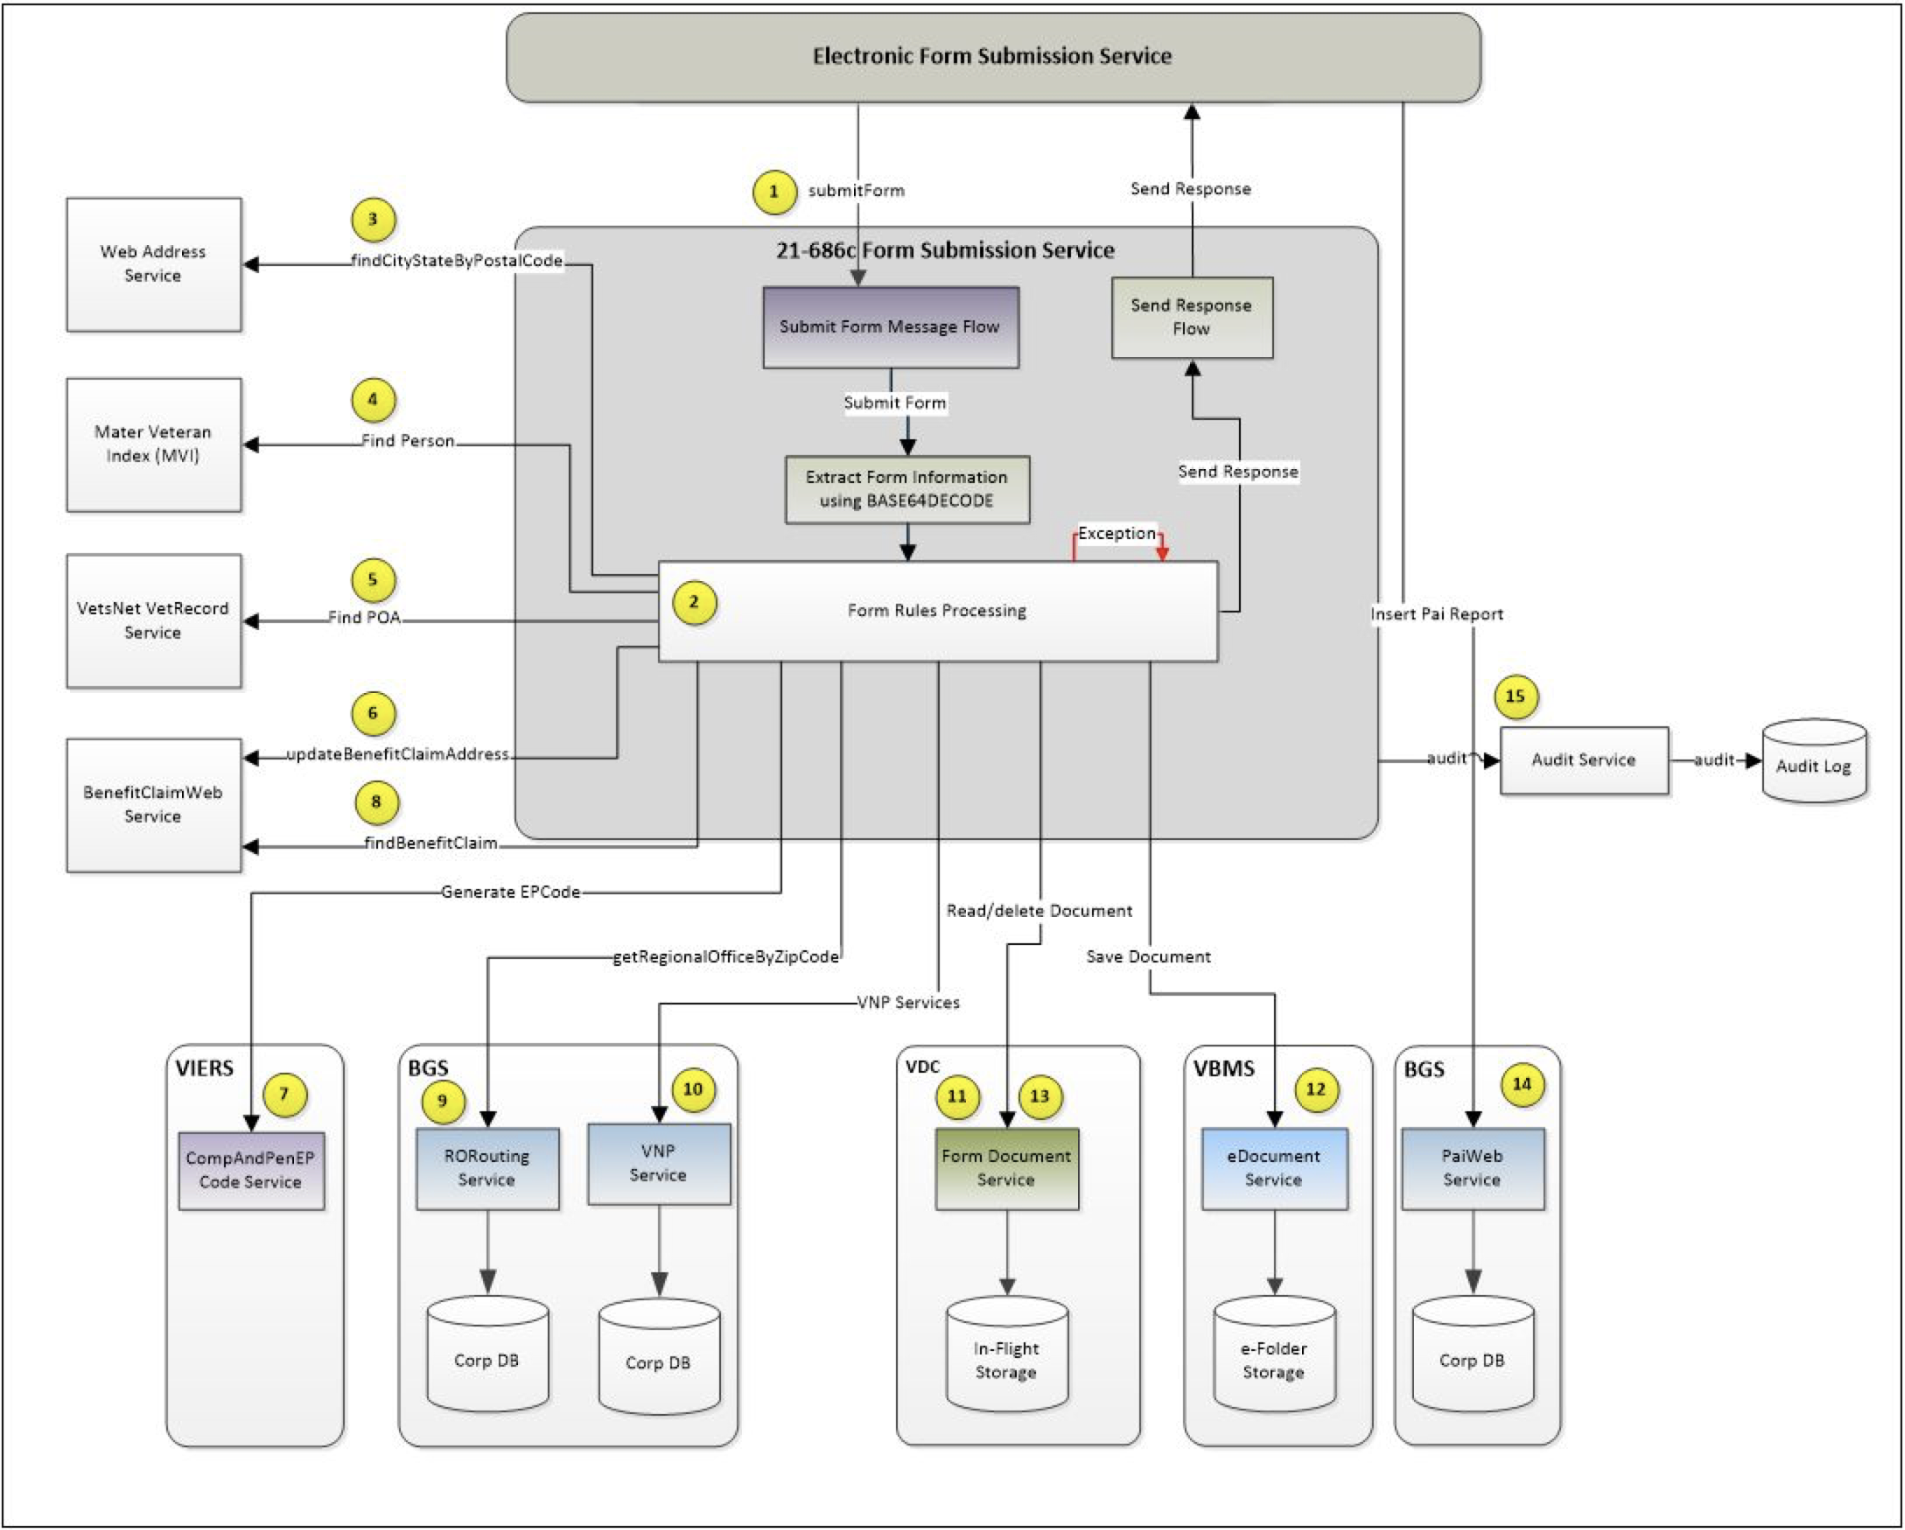 Electronic Form Submission Service
1
submitForm
Send Response
3
Web Address
Service
findCityStateByPostalCode
21-686c Form Submission Service
Submit Form Message Flow
Send Response
Flow
4
Mater Veteran
Index (MVI)
Find Person
Submit Form
Extract Form Information
using BASE64DECODE
Send Response
Exception
5
VetsNet VetRecord
Service
Find POA
2
Form Rules Processing
Insert Pai Report
6
updateBenefitClaimAddress
BenefitClaimWeb
Service
8
findBenefitClaim
15
audit
Audit Service
audit
Audit Log
Generate EPCode
Read/delete Document
getRegionalOfficeByZipCode
Save Document
VNP Services
VIERS
7
CompAndPenEP
Code Service
BGS
9
RORouting
Service
Corp DB
10
VNP
Service
Corp DB
VDC
11
13
Form Document
Service
In-Flight
Storage
VBMS
12
eDocument
Service
e-Folder
Storage
BGS
14
PaiWeb
Service
Corp DB